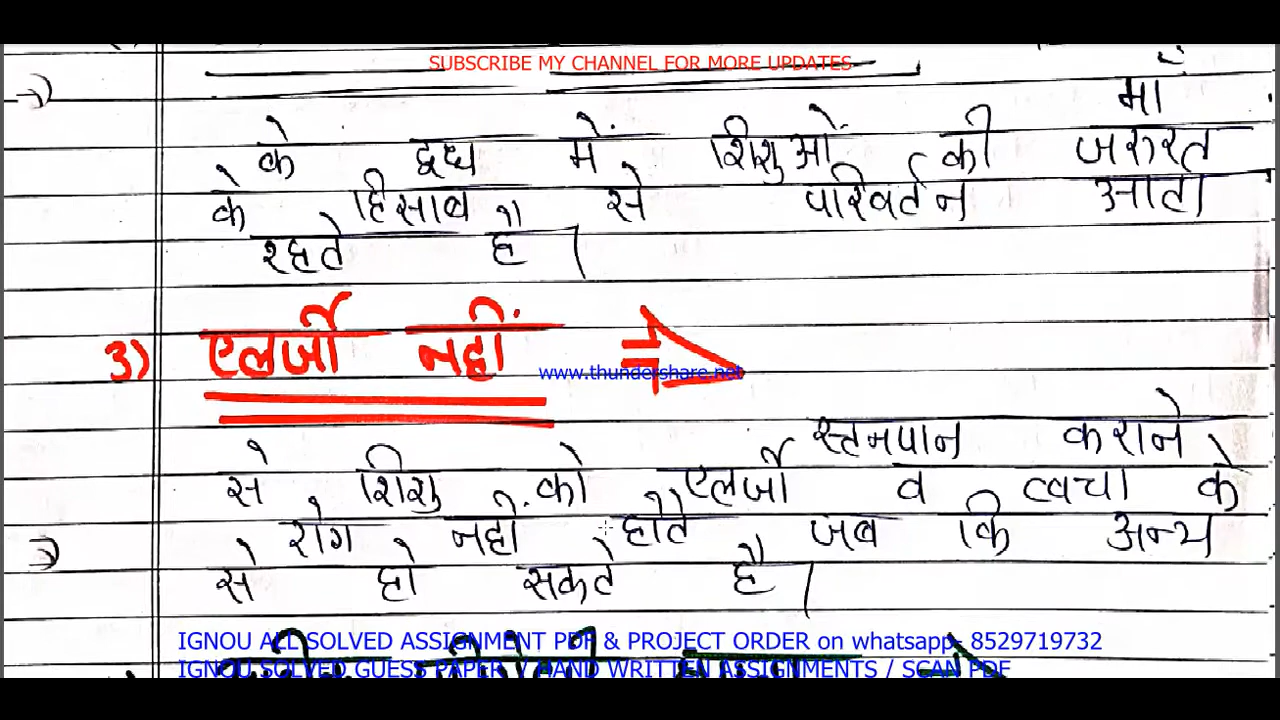 SUBSCRIBE MY CHANNEL FOR MORE UPDATES
माँ
के दूध में शिशुओं की जरुरत
के हिसाब से परिवर्तन आता
रहते है।
3) एलर्जी नहीं ⇒
www.thundershare.net
स्तनपान कराने
से शिशु को एलर्जी व त्वचा के
रोग नहीं होते जब कि अन्य
से हो सकते है।
IGNOU ALL SOLVED ASSIGNMENT PDF & PROJECT ORDER on whatsapp- 8529719732
IGNOU SOLVED GUESS PAPER / HAND WRITTEN ASSIGNMENTS / SCAN PDF